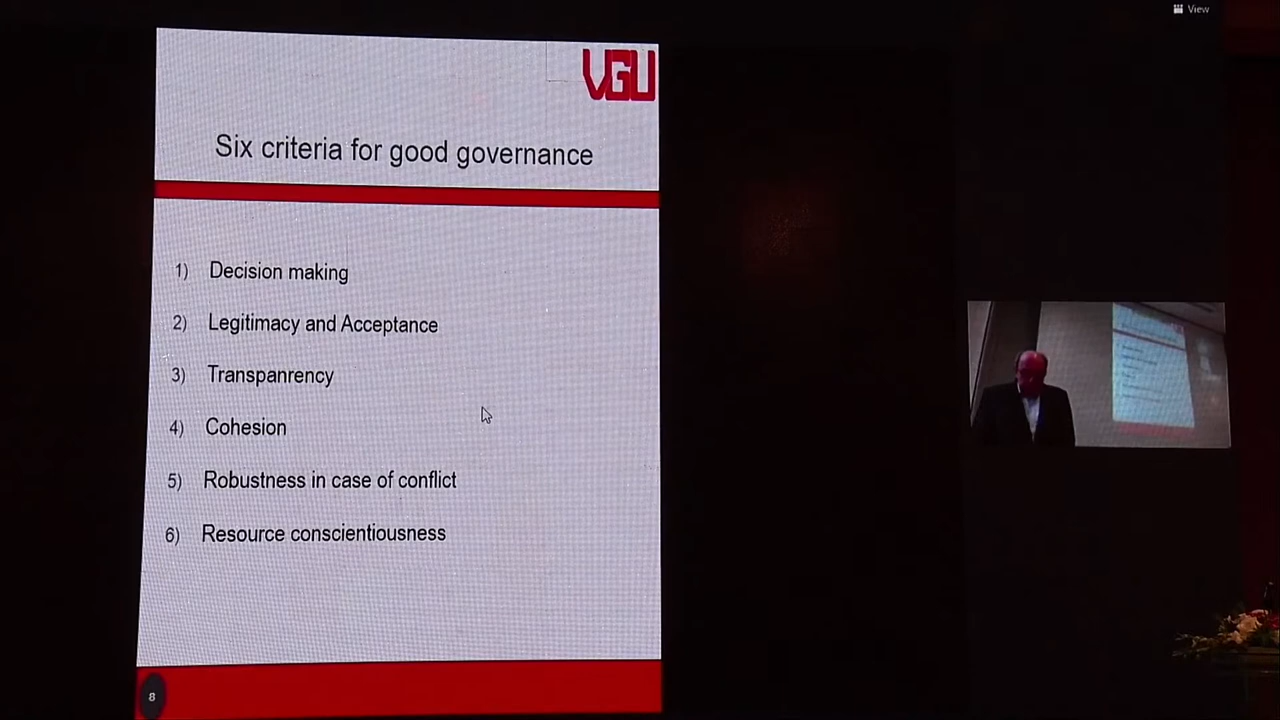 View
VGU
Six criteria for good governance
1) Decision making
2) Legitimacy and Acceptance
3) Transpanrency
4) Cohesion
5) Robustness in case of conflict
6) Resource conscientiousness
8